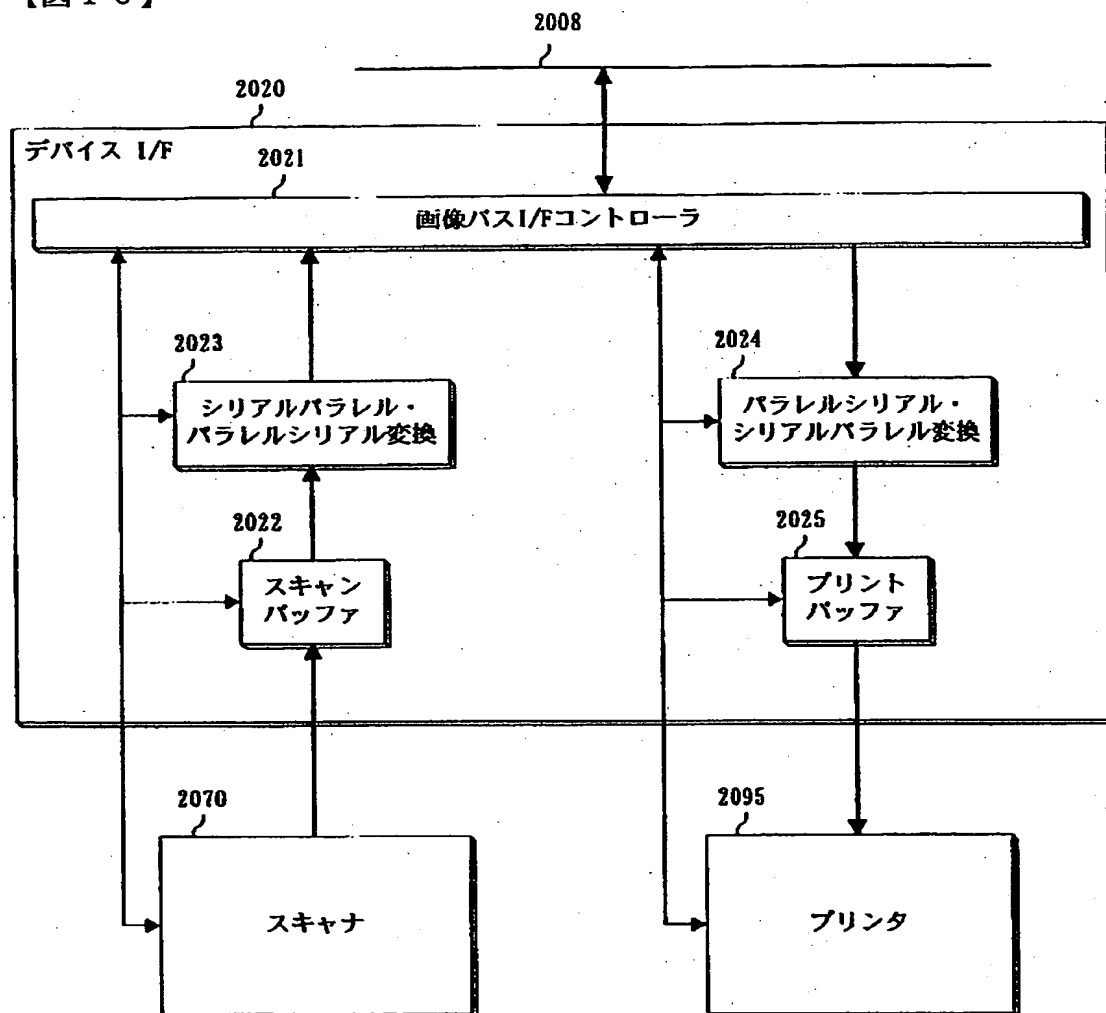 2008
2020
デバイス I/F
2021
画像バスI/Fコントローラ
2023
シリアルパラレル・
パラレルシリアル変換
2024
パラレルシリアル・
シリアルパラレル変換
2022
スキャン
バッファ
2025
プリント
バッファ
2070
スキャナ
2095
プリンタ